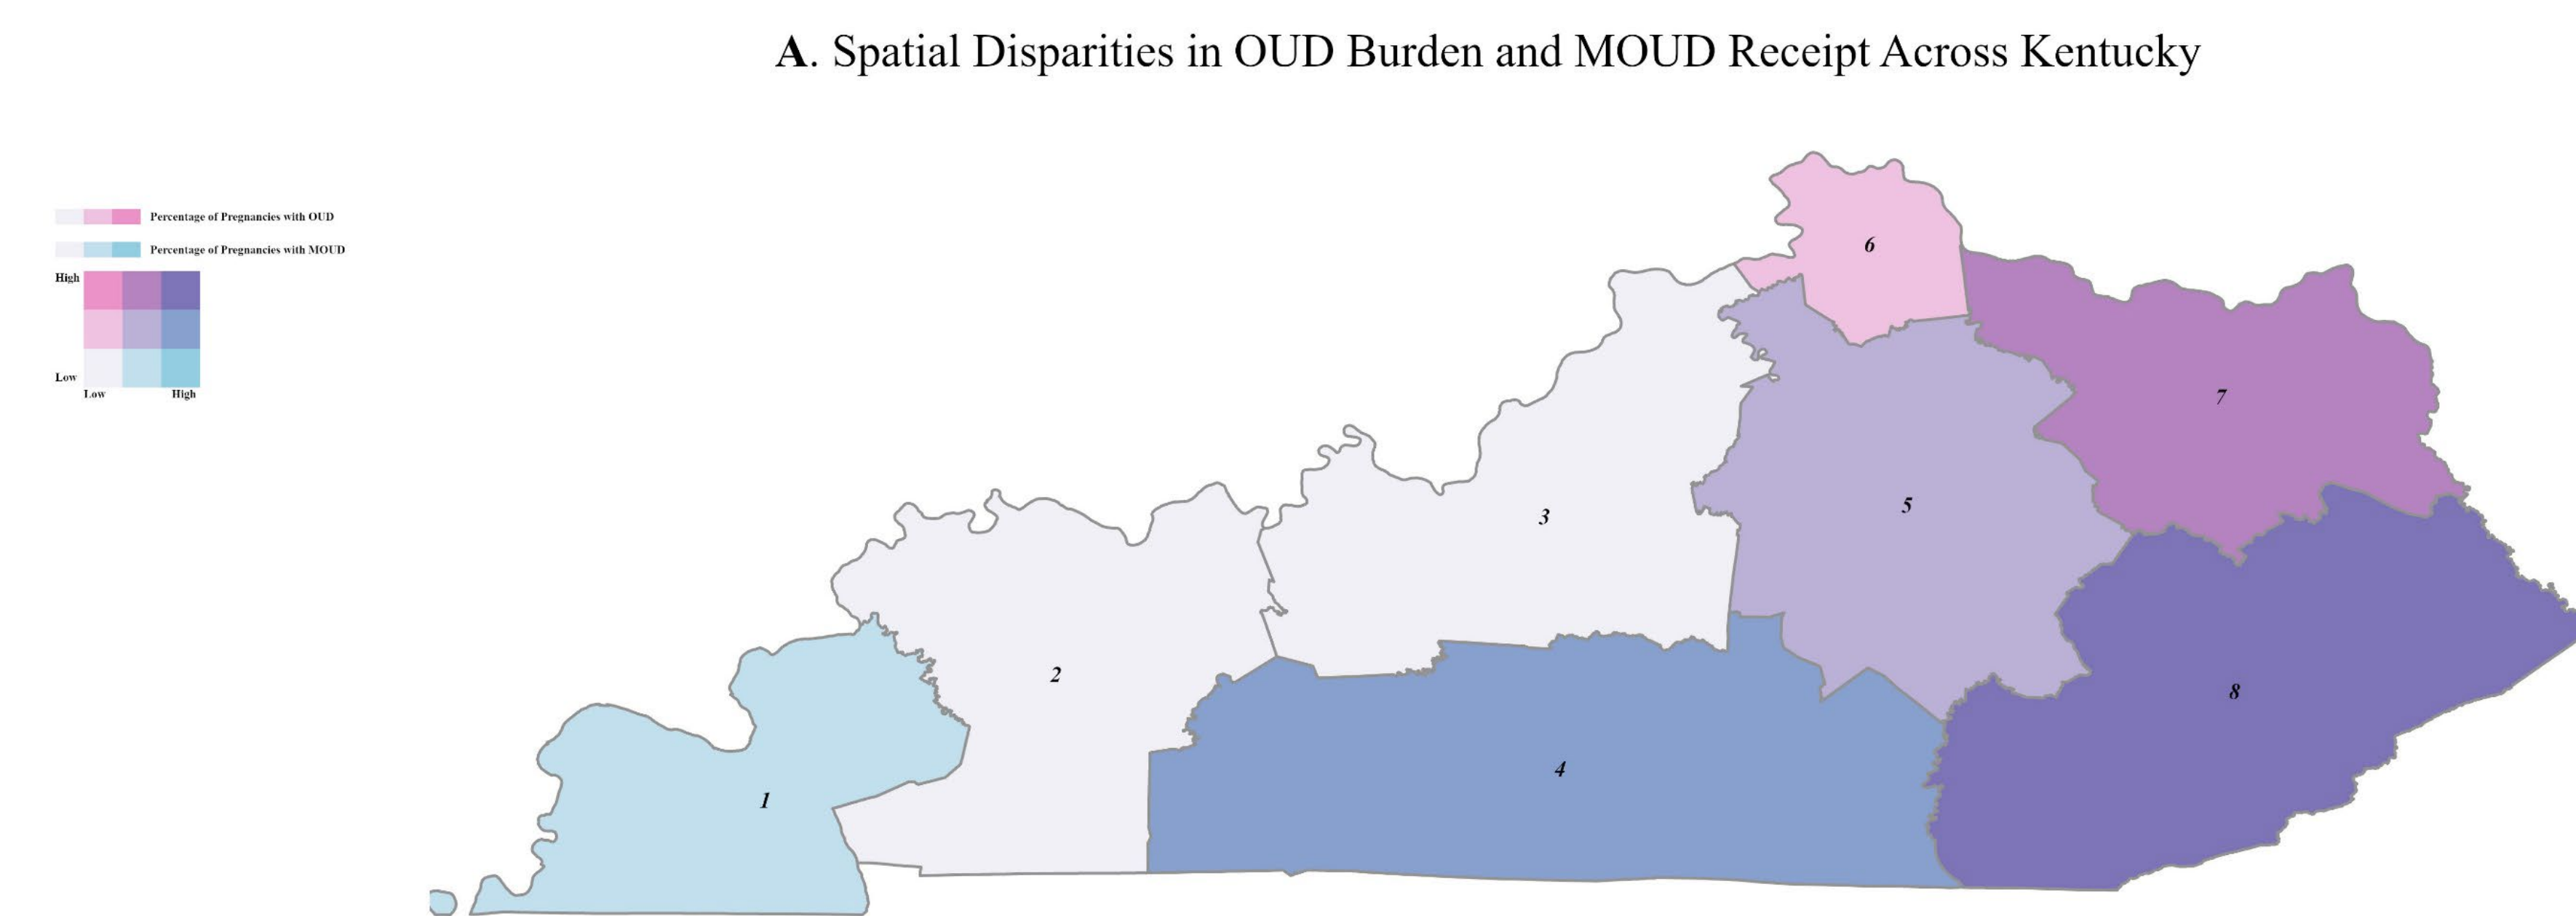 A. Spatial Disparities in OUD Burden and MOUD Receipt Across Kentucky
Percentage of Pregnancies with OUD
Percentage of Pregnancies with MOUD
High
Low
Low High
6
7
5
3
2
8
4
1